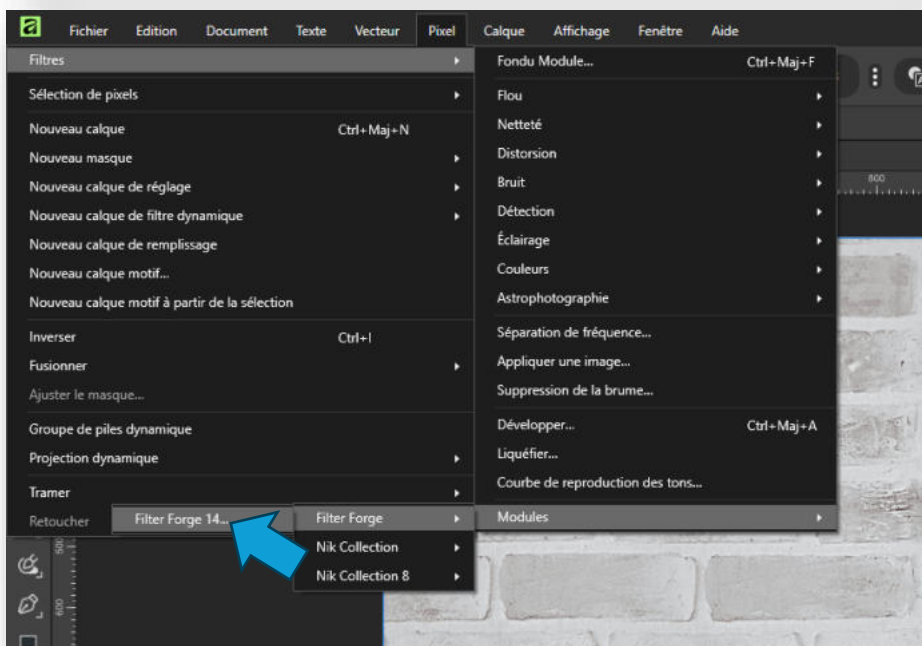 Fichier Edition Document Texte Vecteur Pixel Calque Affichage Fenêtre Aide
Filtres
Sélection de pixels
Nouveau calque Ctrl+Maj+N
Nouveau masque
Nouveau calque de réglage
Nouveau calque de filtre dynamique
Nouveau calque de remplissage
Nouveau calque motif...
Nouveau calque motif à partir de la sélection
Inverser Ctrl+I
Fusionner
Ajuster le masque...
Groupe de piles dynamique
Projection dynamique
Tramer
Retoucher
Fondu Module... Ctrl+Maj+F
Flou
Netteté
Distorsion
Bruit
Détection
Éclairage
Couleurs
Astrophotographie
Séparation de fréquence...
Appliquer une image...
Suppression de la brume...
Développer... Ctrl+Maj+A
Liquéfier...
Courbe de reproduction des tons...
Modules
Filter Forge
Nik Collection
Nik Collection 8
Filter Forge 14...
800
500
600